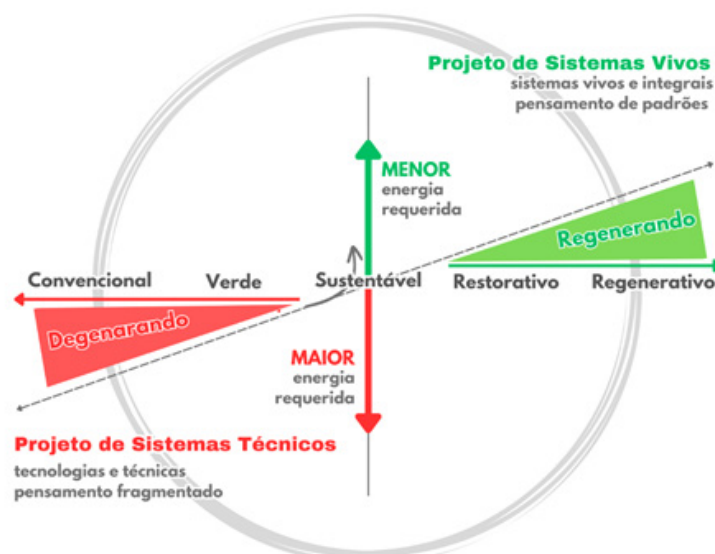 Projeto de Sistemas Vivos
sistemas vivos e integrais
pensamento de padrões
MENOR
energia
requerida
Regenerando
Convencional
Verde
Sustentável
Restorativo
Regenerativo
Degenarando
MAIOR
energia
requerida
Projeto de Sistemas Técnicos
tecnologias e técnicas
pensamento fragmentado